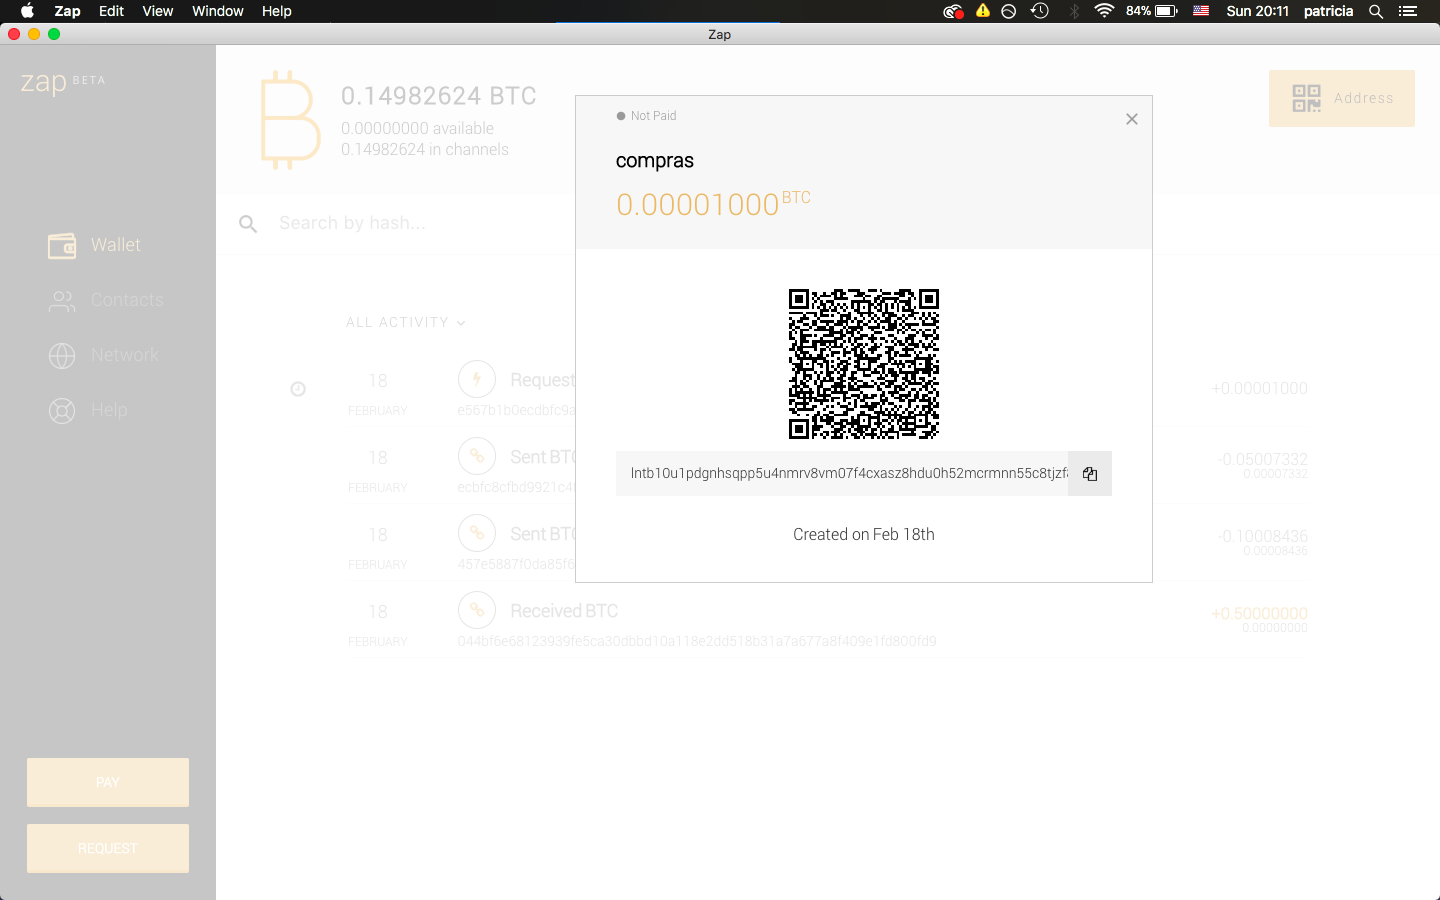 Zap Edit View Window Help 84% Sun 20:11 patricia
Zap
zap BETA
Wallet
Contacts
Network
Help
PAY
REQUEST
0.14982624 BTC
0.00000000 available
0.14982624 in channels
Address
Search by hash...
ALL ACTIVITY
18 FEBRUARY
Request
e567b1b0ecdbfc9a
+0.00001000
18 FEBRUARY
Sent BTC
ecbfc8cfbd9921c4
-0.05007332
0.00007332
18 FEBRUARY
Sent BTC
457e5887f0da85f6
-0.10008436
0.00008436
18 FEBRUARY
Received BTC
044bf6e68123939fe5ca30dbbd10a118e2dd518b31a7a677a8f409e1fd800fd9
+0.50000000
0.00000000
Not Paid
compras
0.00001000 BTC
lntb10u1pdgnhsqpp5u4nmrv8vm07f4cxasz8hdu0h52mcrmnn55c8tjzf
Created on Feb 18th